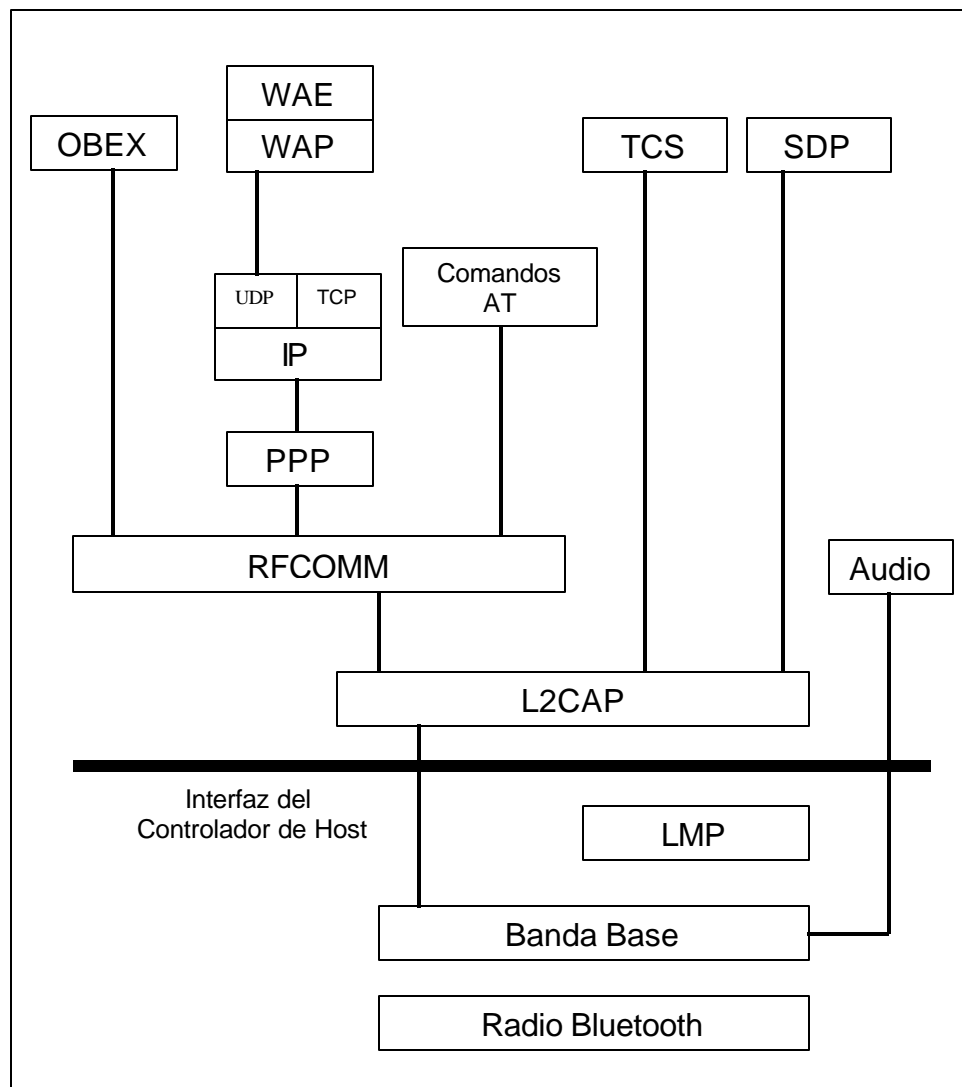 WAE
OBEX
WAP
TCS
SDP
Comandos
AT
UDP
TCP
IP
PPP
RFCOMM
Audio
L2CAP
Interfaz del
Controlador de Host
LMP
Banda Base
Radio Bluetooth